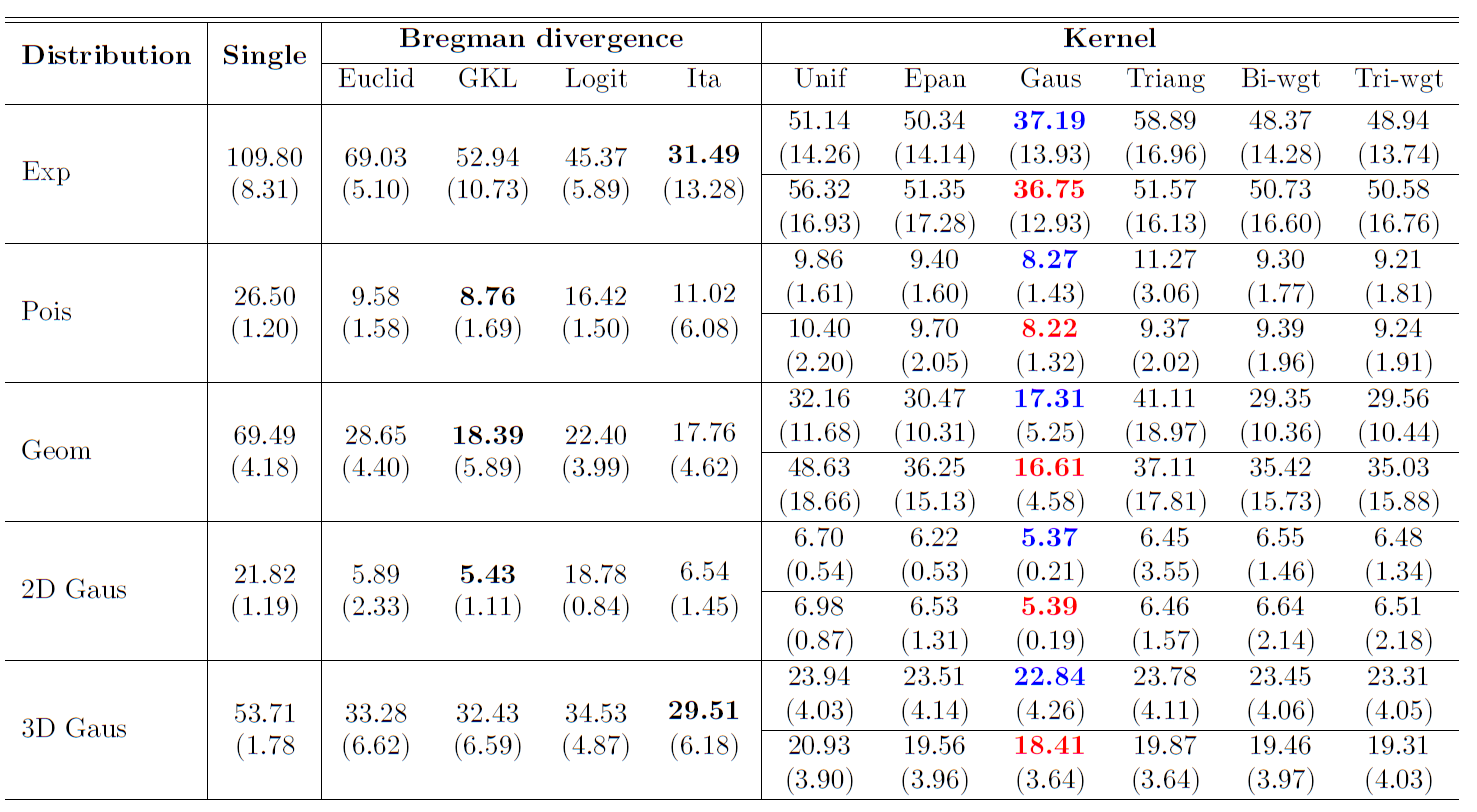 Distribution Single Bregman divergence Kernel
Euclid GKL Logit Ita Unif Epan Gaus Triang Bi-wgt Tri-wgt
51.14 50.34 37.19 58.89 48.37 48.94
Exp 109.80 69.03 52.94 45.37 31.49 (14.26) (14.14) (13.93) (16.96) (14.28) (13.74)
(8.31) (5.10) (10.73) (5.89) (13.28) 56.32 51.35 36.75 51.57 50.73 50.58
(16.93) (17.28) (12.93) (16.13) (16.60) (16.76)
9.86 9.40 8.27 11.27 9.30 9.21
Pois 26.50 9.58 8.76 16.42 11.02 (1.61) (1.60) (1.43) (3.06) (1.77) (1.81)
(1.20) (1.58) (1.69) (1.50) (6.08) 10.40 9.70 8.22 9.37 9.39 9.24
(2.20) (2.05) (1.32) (2.02) (1.96) (1.91)
32.16 30.47 17.31 41.11 29.35 29.56
Geom 69.49 28.65 18.39 22.40 17.76 (11.68) (10.31) (5.25) (18.97) (10.36) (10.44)
(4.18) (4.40) (5.89) (3.99) (4.62) 48.63 36.25 16.61 37.11 35.42 35.03
(18.66) (15.13) (4.58) (17.81) (15.73) (15.88)
6.70 6.22 5.37 6.45 6.55 6.48
2D Gaus 21.82 5.89 5.43 18.78 6.54 (0.54) (0.53) (0.21) (3.55) (1.46) (1.34)
(1.19) (2.33) (1.11) (0.84) (1.45) 6.98 6.53 5.39 6.46 6.64 6.51
(0.87) (1.31) (0.19) (1.57) (2.14) (2.18)
23.94 23.51 22.84 23.78 23.45 23.31
3D Gaus 53.71 33.28 32.43 34.53 29.51 (4.03) (4.14) (4.26) (4.11) (4.06) (4.05)
(1.78 (6.62) (6.59) (4.87) (6.18) 20.93 19.56 18.41 19.87 19.46 19.31
(3.90) (3.96) (3.64) (3.64) (3.97) (4.03)